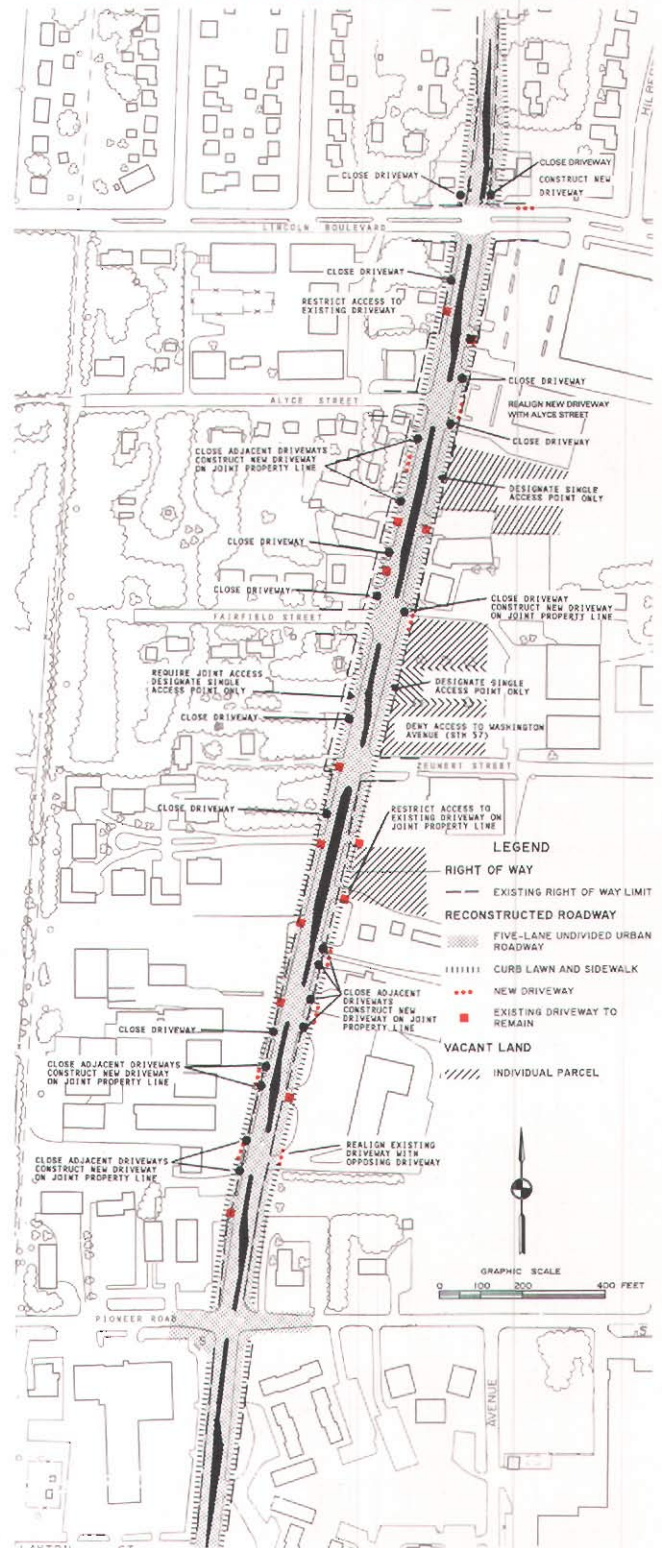 HILBERT
CLOSE DRIVEWAY
CLOSE DRIVEWAY
CONSTRUCT NEW
DRIVEWAY
LINCOLN BOULEVARD
CLOSE DRIVEWAY
RESTRICT ACCESS TO
EXISTING DRIVEWAY
CLOSE DRIVEWAY
ALYCE STREET
REALIGN NEW DRIVEWAY
WITH ALYCE STREET
CLOSE DRIVEWAY
CLOSE ADJACENT DRIVEWAYS
CONSTRUCT NEW DRIVEWAY
ON JOINT PROPERTY LINE
DESIGNATE SINGLE
ACCESS POINT ONLY
CLOSE DRIVEWAY
CLOSE DRIVEWAY
CLOSE DRIVEWAY
CONSTRUCT NEW DRIVEWAY
ON JOINT PROPERTY LINE
FAIRFIELD STREET
REQUIRE JOINT ACCESS
DESIGNATE SINGLE
ACCESS POINT ONLY
DESIGNATE SINGLE
ACCESS POINT ONLY
CLOSE DRIVEWAY
DENY ACCESS TO WASHINGTON
AVENUE (STH 57)
ZEUNERT STREET
CLOSE DRIVEWAY
RESTRICT ACCESS TO
EXISTING DRIVEWAY ON
JOINT PROPERTY LINE
LEGEND
RIGHT OF WAY
EXISTING RIGHT OF WAY LIMIT
RECONSTRUCTED ROADWAY
FIVE-LANE UNDIVIDED URBAN
ROADWAY
CURB LAWN AND SIDEWALK
NEW DRIVEWAY
EXISTING DRIVEWAY TO
REMAIN
VACANT LAND
INDIVIDUAL PARCEL
CLOSE ADJACENT
DRIVEWAYS
CONSTRUCT NEW
DRIVEWAY ON JOINT
PROPERTY LINE
CLOSE DRIVEWAY
CLOSE ADJACENT DRIVEWAYS
CONSTRUCT NEW DRIVEWAY
ON JOINT PROPERTY LINE
REALIGN EXISTING
DRIVEWAY WITH
OPPOSING DRIVEWAY
CLOSE ADJACENT DRIVEWAYS
CONSTRUCT NEW DRIVEWAY
ON JOINT PROPERTY LINE
GRAPHIC SCALE
0 100 200 400 FEET
PIONEER ROAD
S
S
AVENUE